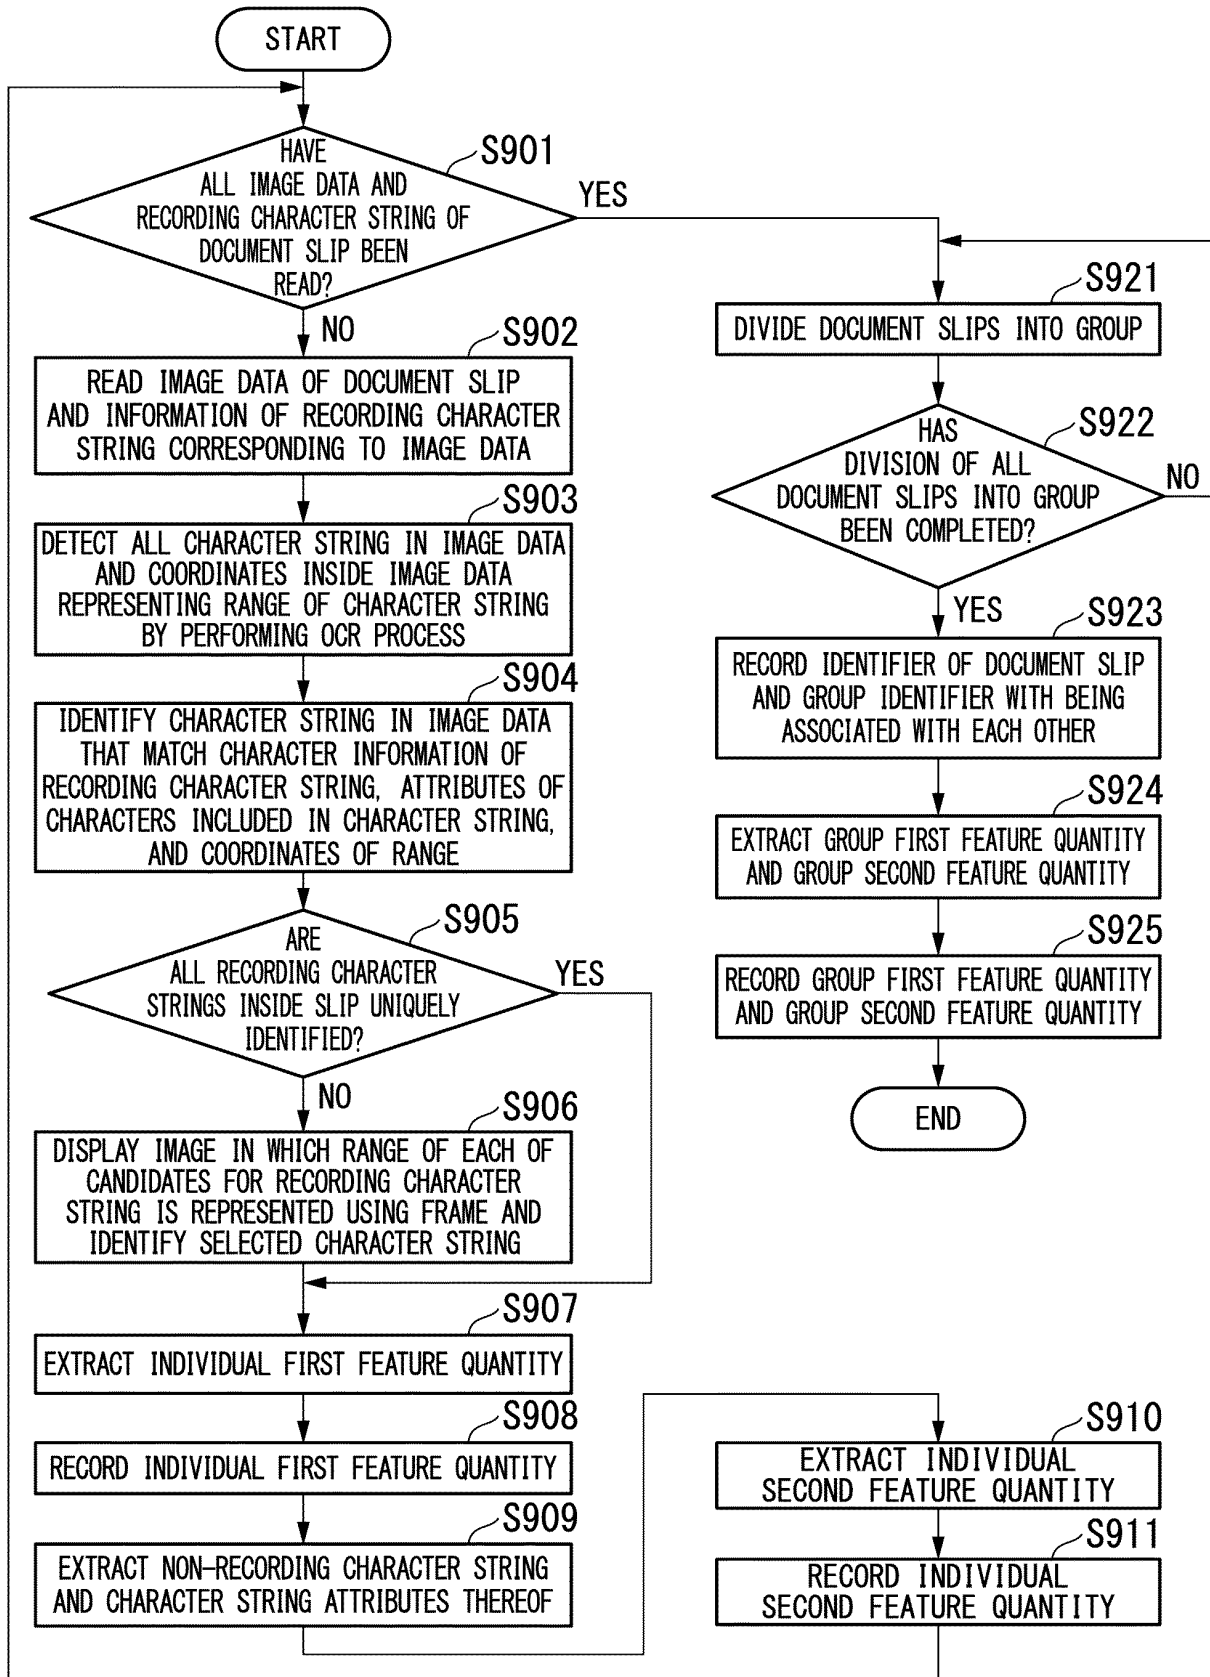 START
S901
HAVE
ALL IMAGE DATA AND
RECORDING CHARACTER STRING OF
DOCUMENT SLIP BEEN
READ?
YES
NO
S902
READ IMAGE DATA OF DOCUMENT SLIP
AND INFORMATION OF RECORDING CHARACTER
STRING CORRESPONDING TO IMAGE DATA
S903
DETECT ALL CHARACTER STRING IN IMAGE DATA
AND COORDINATES INSIDE IMAGE DATA
REPRESENTING RANGE OF CHARACTER STRING
BY PERFORMING OCR PROCESS
S904
IDENTIFY CHARACTER STRING IN IMAGE DATA
THAT MATCH CHARACTER INFORMATION OF
RECORDING CHARACTER STRING, ATTRIBUTES OF
CHARACTERS INCLUDED IN CHARACTER STRING,
AND COORDINATES OF RANGE
S905
ARE
ALL RECORDING CHARACTER
STRINGS INSIDE SLIP UNIQUELY
IDENTIFIED?
YES
NO
S906
DISPLAY IMAGE IN WHICH RANGE OF EACH OF
CANDIDATES FOR RECORDING CHARACTER
STRING IS REPRESENTED USING FRAME AND
IDENTIFY SELECTED CHARACTER STRING
S907
EXTRACT INDIVIDUAL FIRST FEATURE QUANTITY
S908
RECORD INDIVIDUAL FIRST FEATURE QUANTITY
S909
EXTRACT NON-RECORDING CHARACTER STRING
AND CHARACTER STRING ATTRIBUTES THEREOF
S910
EXTRACT INDIVIDUAL
SECOND FEATURE QUANTITY
S911
RECORD INDIVIDUAL
SECOND FEATURE QUANTITY
S921
DIVIDE DOCUMENT SLIPS INTO GROUP
S922
HAS
DIVISION OF ALL
DOCUMENT SLIPS INTO GROUP
BEEN COMPLETED?
NO
YES
S923
RECORD IDENTIFIER OF DOCUMENT SLIP
AND GROUP IDENTIFIER WITH BEING
ASSOCIATED WITH EACH OTHER
S924
EXTRACT GROUP FIRST FEATURE QUANTITY
AND GROUP SECOND FEATURE QUANTITY
S925
RECORD GROUP FIRST FEATURE QUANTITY
AND GROUP SECOND FEATURE QUANTITY
END